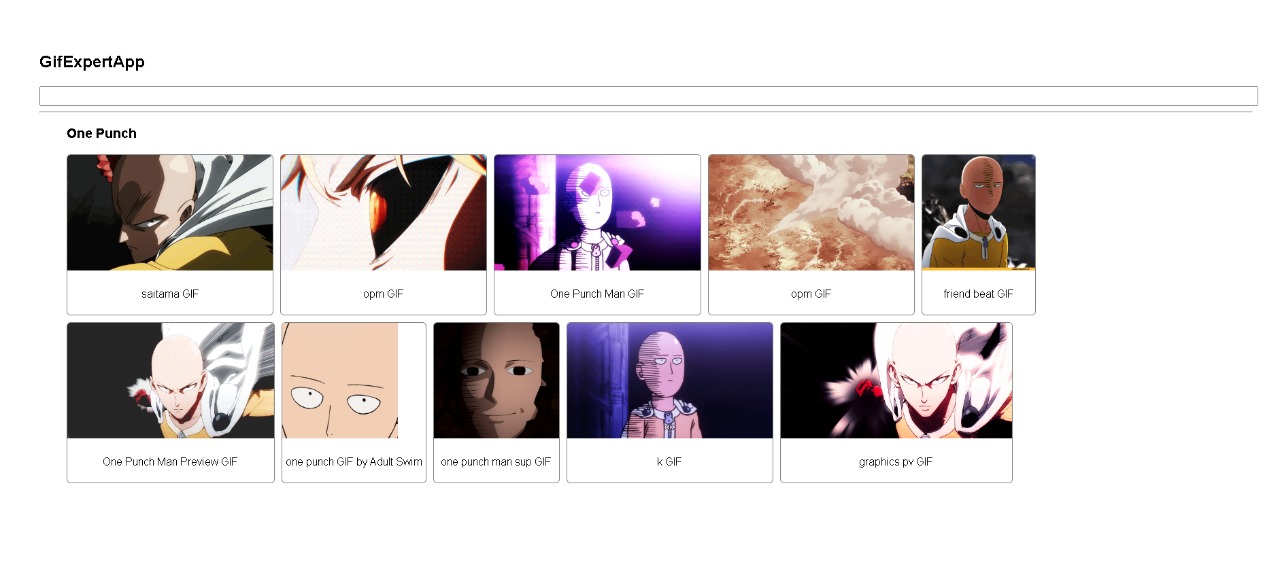 GifExpertApp
One Punch
saitama GIF
opm GIF
One Punch Man GIF
opm GIF
friend beat GIF
One Punch Man Preview GIF
one punch GIF by Adult Swim
one punch man sup GIF
k GIF
graphics pv GIF